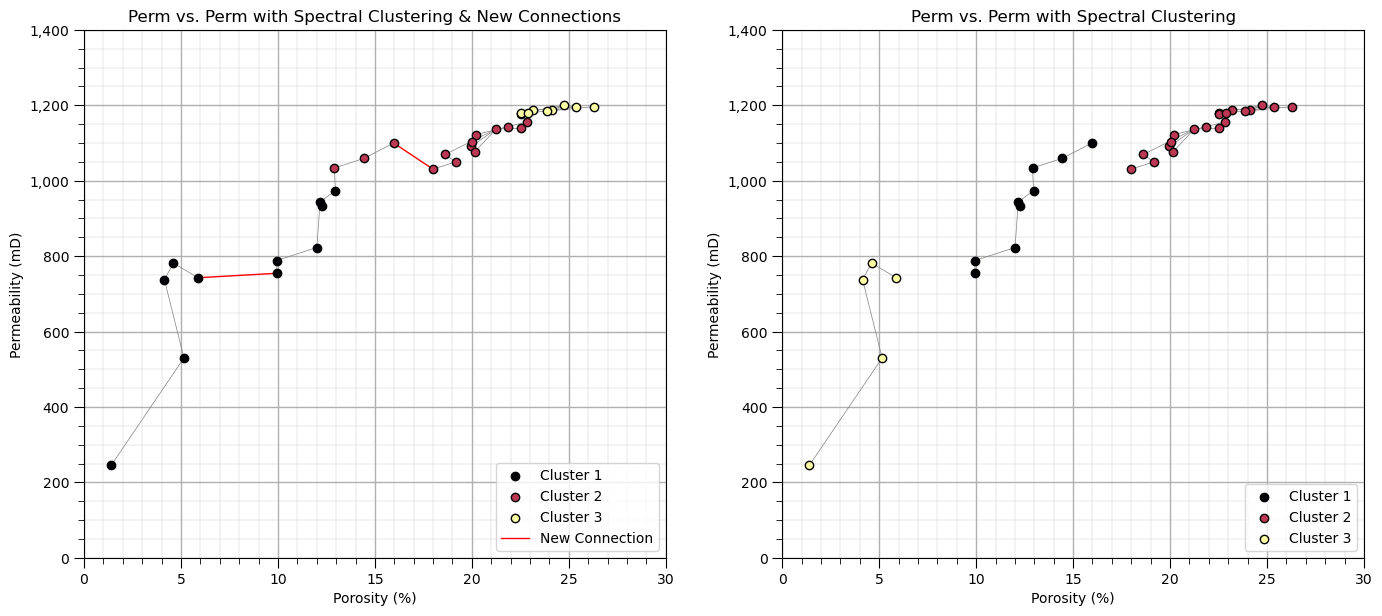 Perm vs. Perm with Spectral Clustering & New Connections
1,400
1,200
1,000
800
600
400
200
0
Permeability (mD)
0 5 10 15 20 25 30
Porosity (%)
Cluster 1
Cluster 2
Cluster 3
New Connection
Perm vs. Perm with Spectral Clustering
1,400
1,200
1,000
800
600
400
200
0
Permeability (mD)
0 5 10 15 20 25 30
Porosity (%)
Cluster 1
Cluster 2
Cluster 3